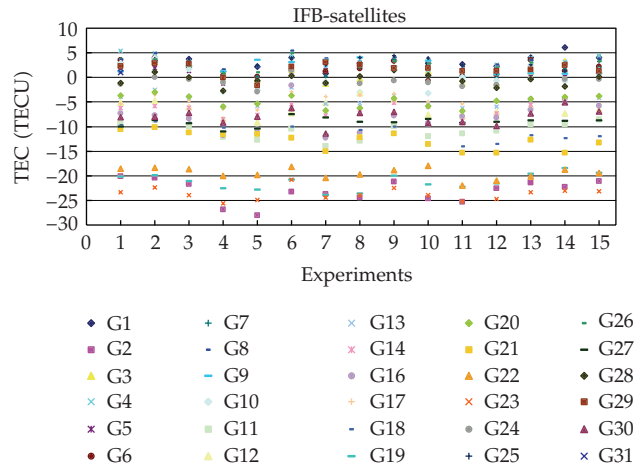 IFB-satellites
TEC (TECU)
10
5
0
−5
−10
−15
−20
−25
−30
0 1 2 3 4 5 6 7 8 9 10 11 12 13 14 15
Experiments
G1 G7 G13 G20 G26
G2 G8 G14 G21 G27
G3 G9 G16 G22 G28
G4 G10 G17 G23 G29
G5 G11 G18 G24 G30
G6 G12 G19 G25 G31